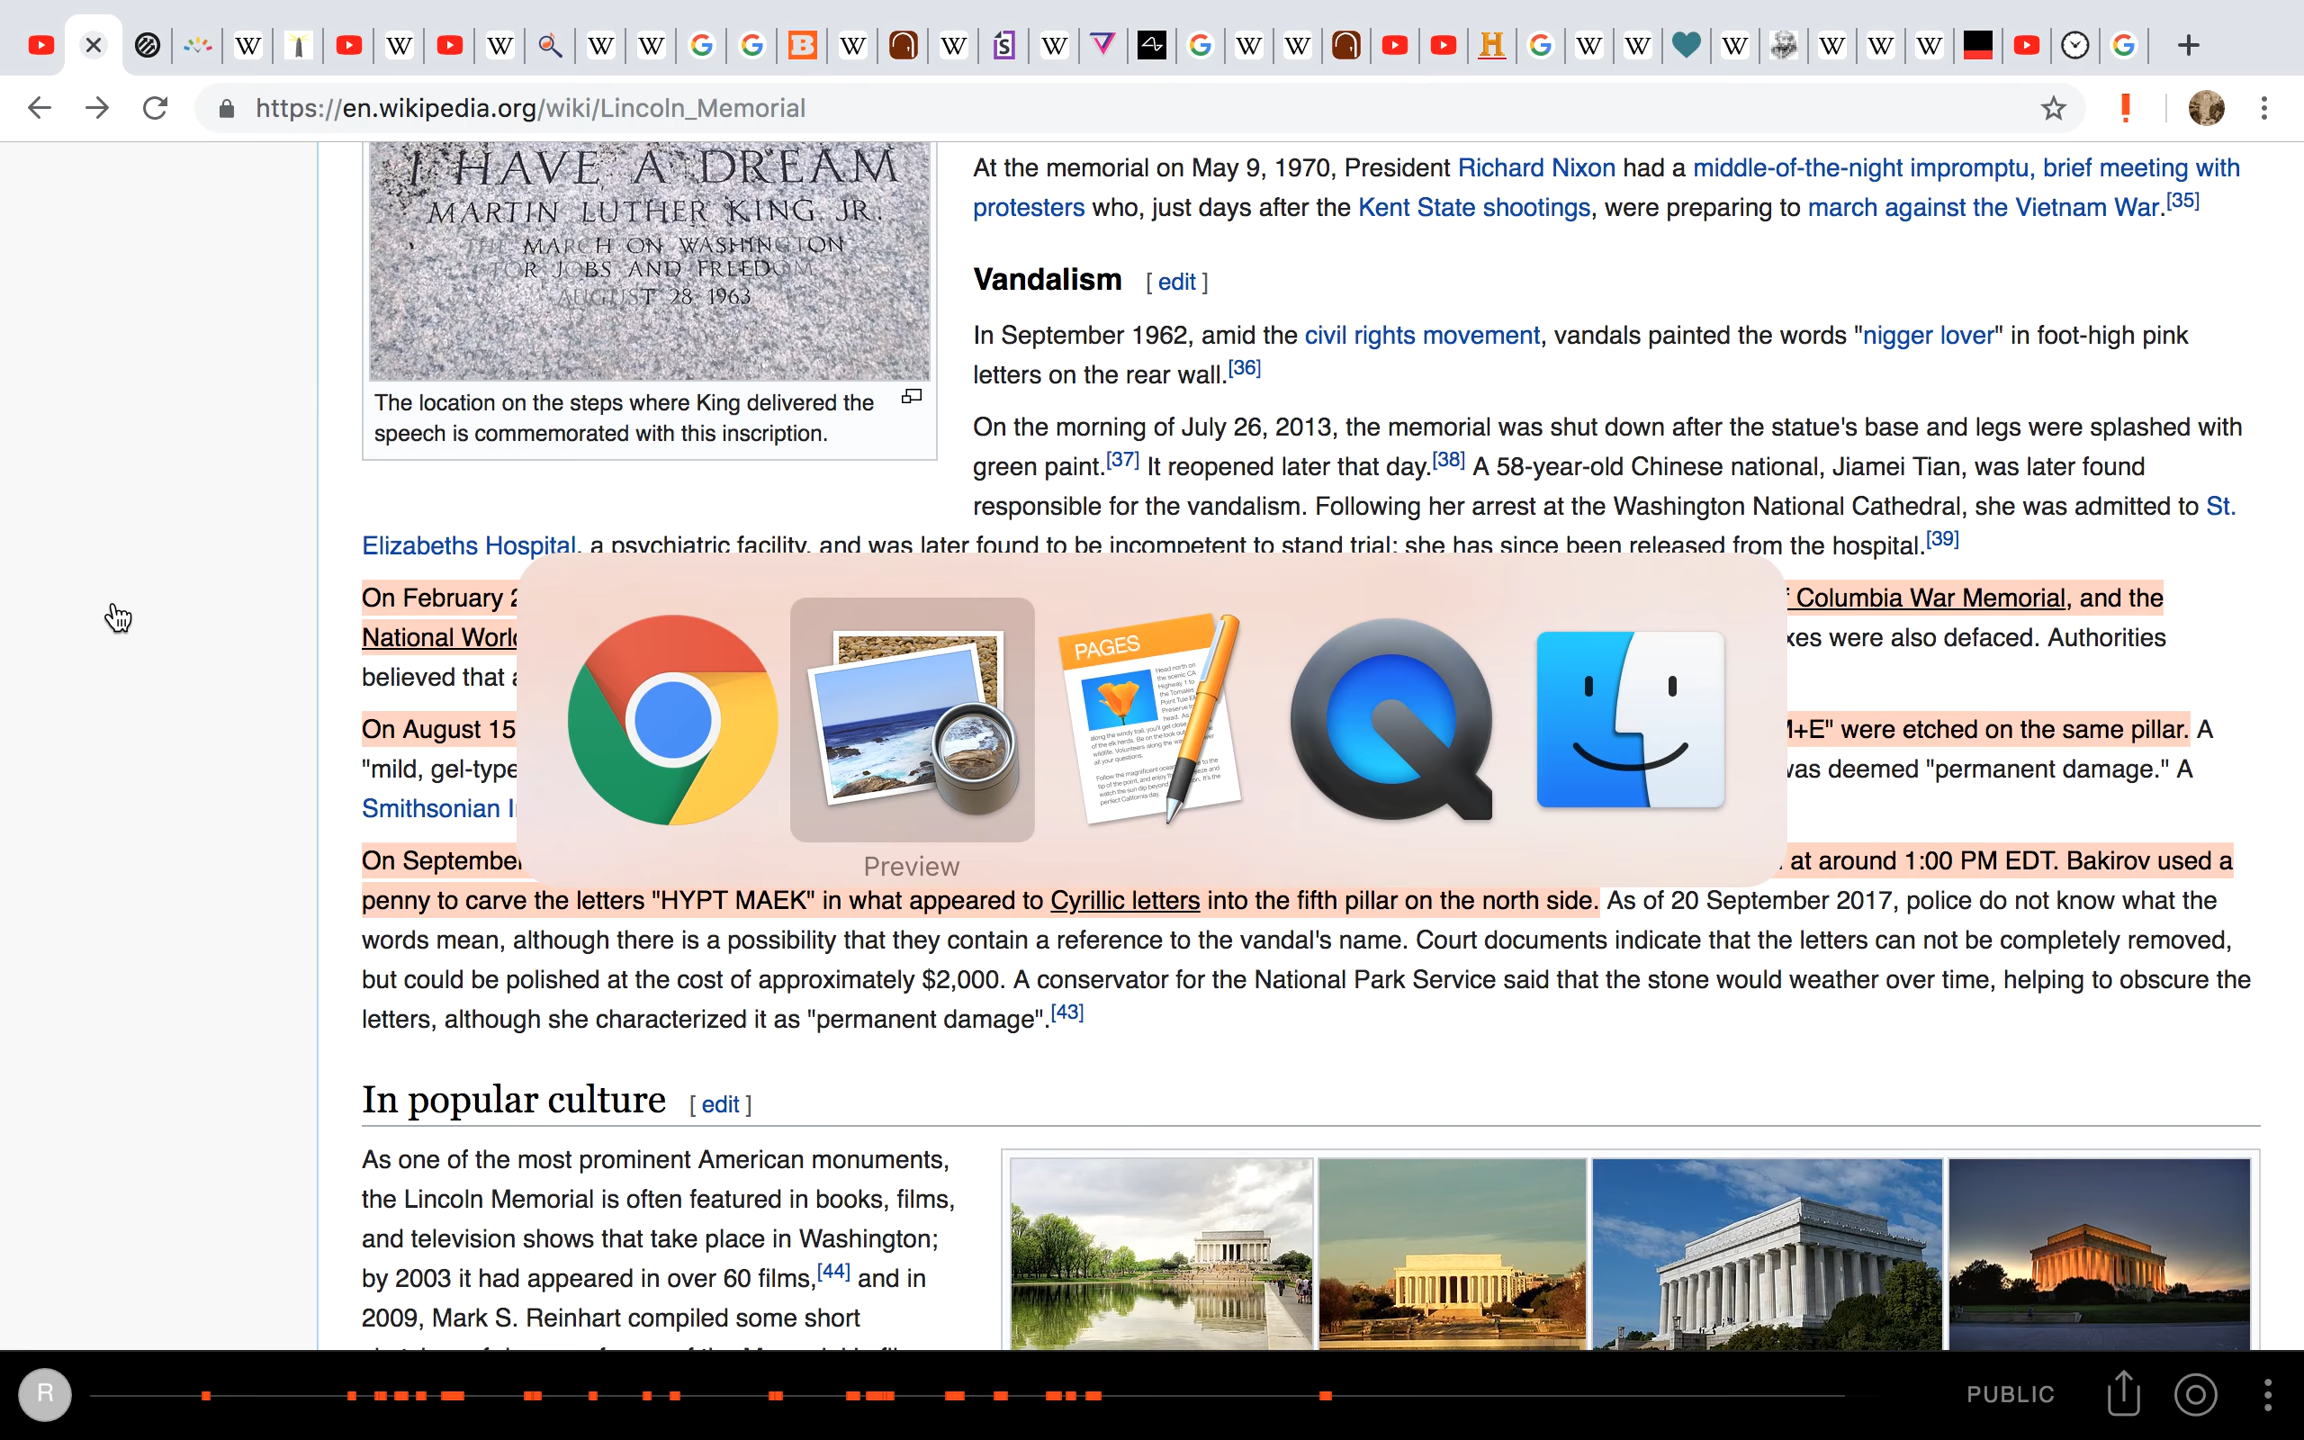 https://en.wikipedia.org/wiki/Lincoln_Memorial
I HAVE A DREAM
MARTIN LUTHER KING JR.
THE MARCH ON WASHINGTON
FOR JOBS AND FREEDOM
AUGUST 28 1963
The location on the steps where King delivered the
speech is commemorated with this inscription.
At the memorial on May 9, 1970, President Richard Nixon had a middle-of-the-night impromptu, brief meeting with
protesters who, just days after the Kent State shootings, were preparing to march against the Vietnam War.[35]
Vandalism [ edit ]
In September 1962, amid the civil rights movement, vandals painted the words "nigger lover" in foot-high pink
letters on the rear wall.[36]
On the morning of July 26, 2013, the memorial was shut down after the statue's base and legs were splashed with
green paint.[37] It reopened later that day.[38] A 58-year-old Chinese national, Jiamei Tian, was later found
responsible for the vandalism. Following her arrest at the Washington National Cathedral, she was admitted to St.
Elizabeths Hospital, a psychiatric facility, and was later found to be incompetent to stand trial; she has since been released from the hospital.[39]
On February Columbia War Memorial, and the
National were also defaced. Authorities
believed that
On August 15 M+E" were etched on the same pillar. A
"mild, gel-type was deemed "permanent damage." A
Smithsonian
On September at around 1:00 PM EDT. Bakirov used a
penny to carve the letters "HYPT MAEK" in what appeared to Cyrillic letters into the fifth pillar on the north side. As of 20 September 2017, police do not know what the
words mean, although there is a possibility that they contain a reference to the vandal's name. Court documents indicate that the letters can not be completely removed,
but could be polished at the cost of approximately $2,000. A conservator for the National Park Service said that the stone would weather over time, helping to obscure the
letters, although she characterized it as "permanent damage".[43]
PAGES
Preview
In popular culture [ edit ]
As one of the most prominent American monuments,
the Lincoln Memorial is often featured in books, films,
and television shows that take place in Washington;
by 2003 it had appeared in over 60 films,[44] and in
2009, Mark S. Reinhart compiled some short
R
PUBLIC